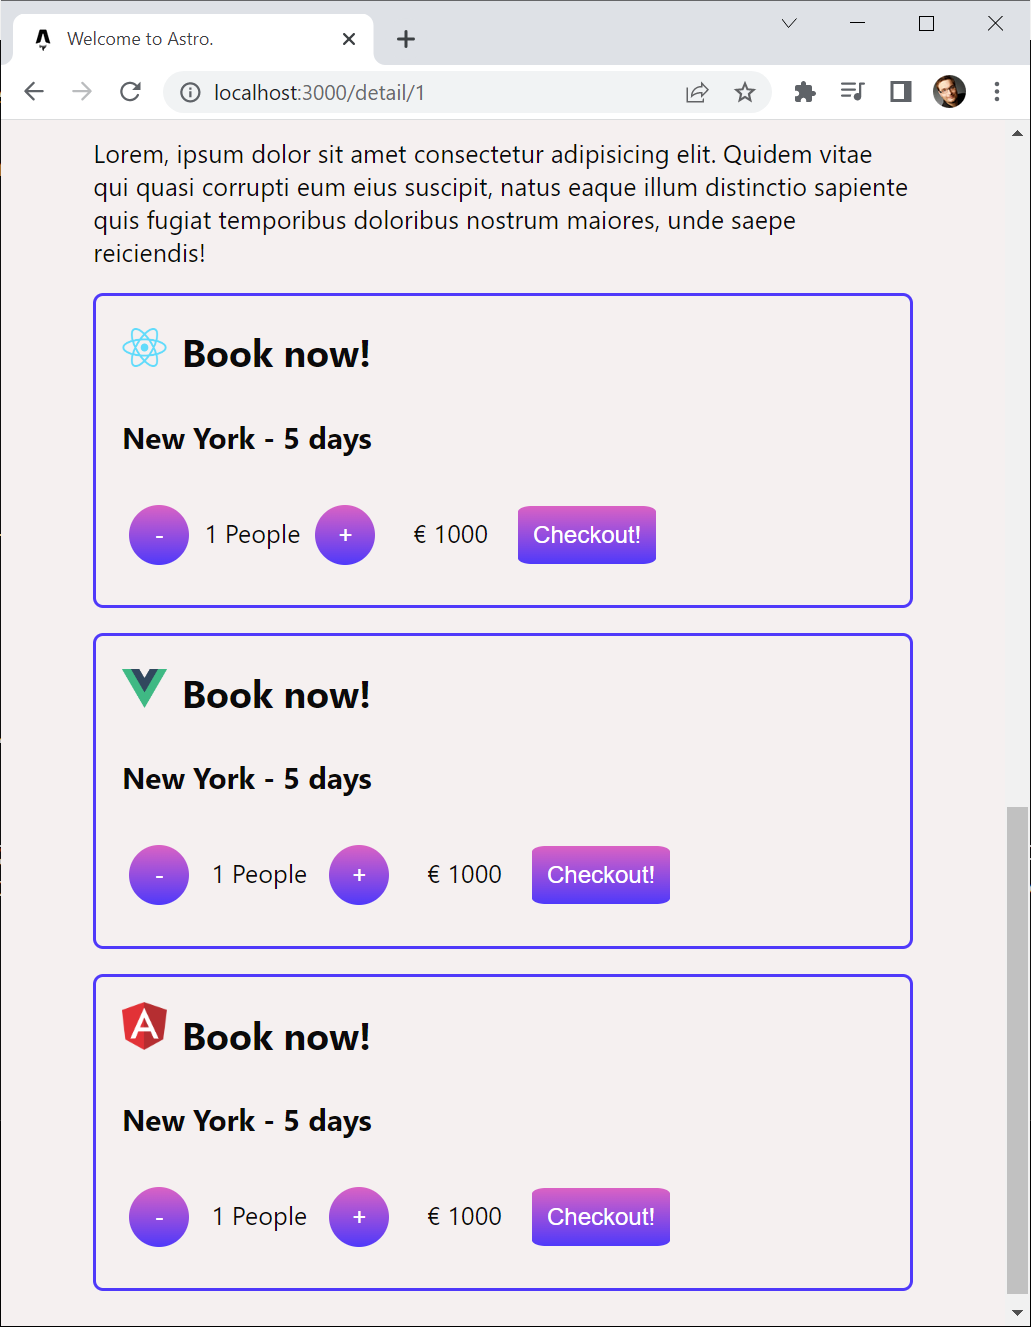 Welcome to Astro.
localhost:3000/detail/1
Lorem, ipsum dolor sit amet consectetur adipisicing elit. Quidem vitae
qui quasi corrupti eum eius suscipit, natus eaque illum distinctio sapiente
quis fugiat temporibus doloribus nostrum maiores, unde saepe
reiciendis!
Book now!
New York - 5 days
- 1 People + € 1000 Checkout!
Book now!
New York - 5 days
- 1 People + € 1000 Checkout!
A Book now!
New York - 5 days
- 1 People + € 1000 Checkout!